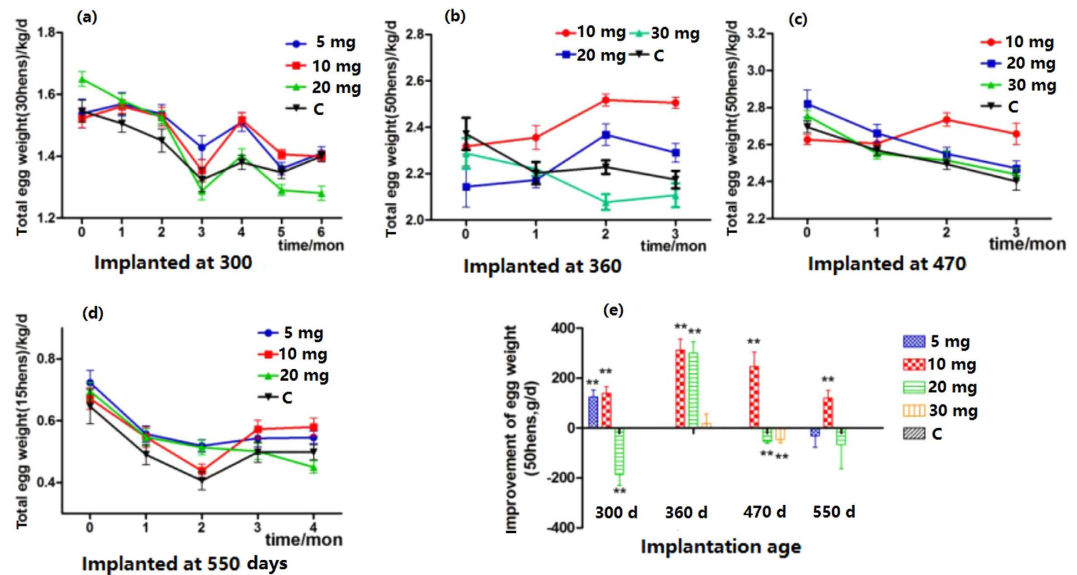 (a)
Total egg weight(30hens)/kg/d
1.8
1.6
1.4
1.2
5 mg
10 mg
20 mg
C
0 1 2 3 4 5 6
time/mon
Implanted at 300
(b)
Total egg weight(50hens)/kg/d
2.8
2.6
2.4
2.2
2.0
10 mg 30 mg
20 mg C
0 1 2 3
time/mon
Implanted at 360
(c)
Total egg weight(50hens)/kg/d
3.2
3.0
2.8
2.6
2.4
2.2
10 mg
20 mg
30 mg
C
0 1 2 3
time/mon
Implanted at 470
(d)
Total egg weight(15hens)/kg/d
0.8
0.6
0.4
5 mg
10 mg
20 mg
C
0 1 2 3 4
time/mon
Implanted at 550 days
(e)
Improvement of egg weight
(50hens,g/d)
400
200
0
-200
-400
** ** ** ** ** ** ** ** **
300 d 360 d 470 d 550 d
Implantation age
5 mg
10 mg
20 mg
30 mg
C